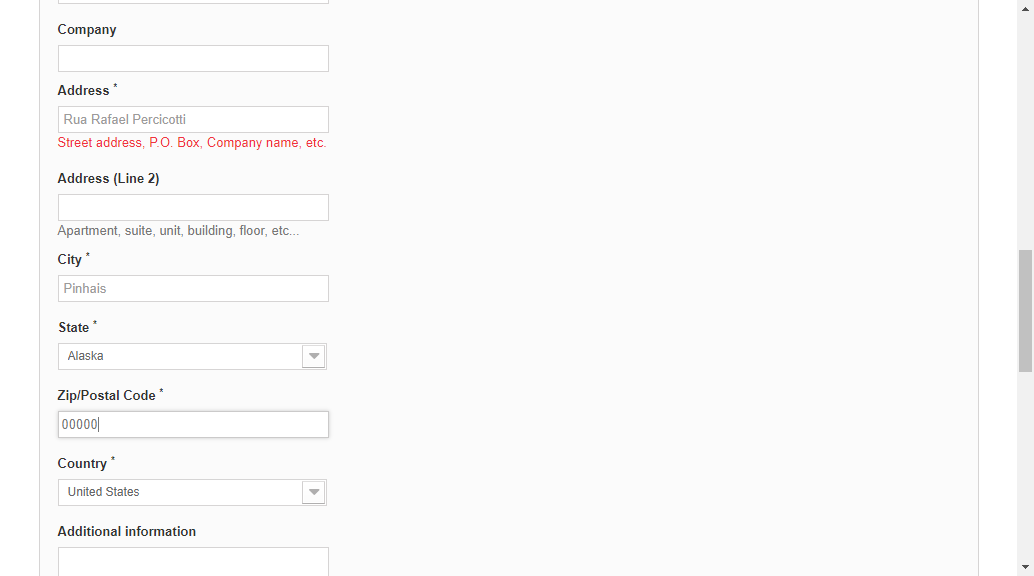 Company
Address *
Rua Rafael Percicotti
Street address, P.O. Box, Company name, etc.
Address (Line 2)
Apartment, suite, unit, building, floor, etc...
City *
Pinhais
State *
Alaska
Zip/Postal Code *
00000
Country *
United States
Additional information